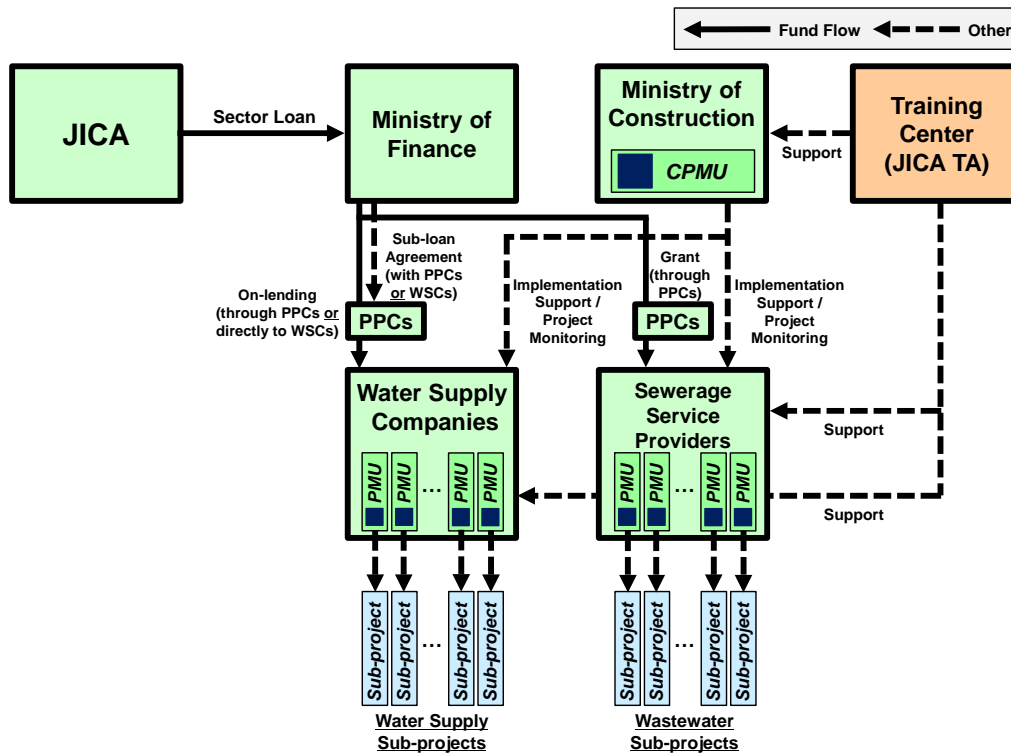 Fund Flow
Other
JICA
Sector Loan
Ministry of
Finance
Ministry of
Construction
CPMU
Support
Training
Center
(JICA TA)
Sub-loan
Agreement
(with PPCs
or WSCs)
On-lending
(through PPCs or
directly to WSCs)
PPCs
Implementation
Support /
Project
Monitoring
Grant
(through
PPCs)
PPCs
Implementation
Support /
Project
Monitoring
Water Supply
Companies
PMU
PMU
...
PMU
PMU
Sewerage
Service
Providers
PMU
PMU
...
PMU
PMU
Support
Support
Sub-project
Sub-project
...
Sub-project
Sub-project
Water Supply
Sub-projects
Sub-project
Sub-project
...
Sub-project
Sub-project
Wastewater
Sub-projects